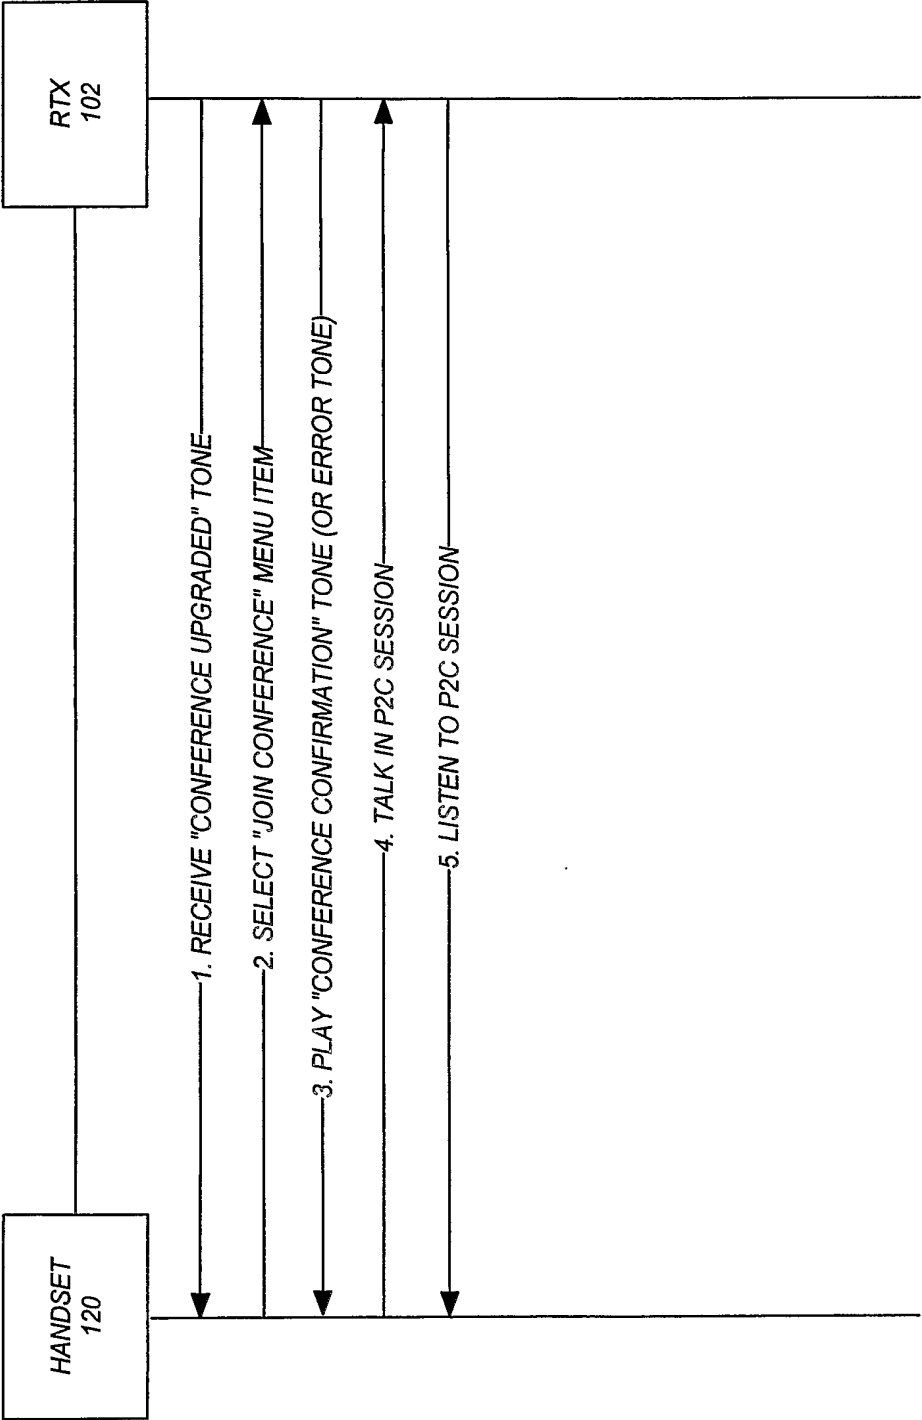 HANDSET
120
RTX
102
1. RECEIVE "CONFERENCE UPGRADED" TONE
2. SELECT "JOIN CONFERENCE" MENU ITEM
3. PLAY "CONFERENCE CONFIRMATION" TONE (OR ERROR TONE)
4. TALK IN P2C SESSION
5. LISTEN TO P2C SESSION